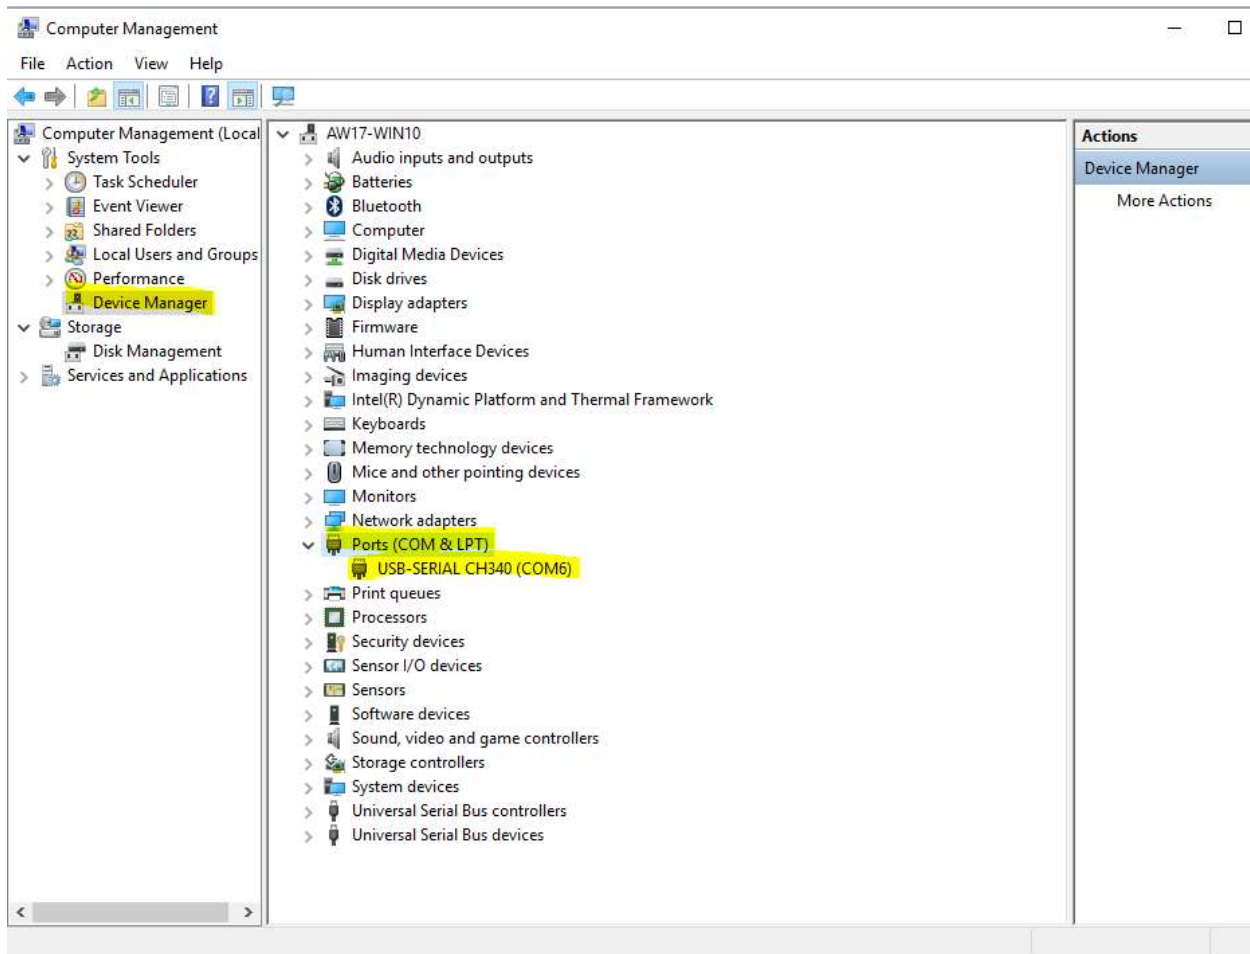 Computer Management
File Action View Help
Computer Management (Local
System Tools
Task Scheduler
Event Viewer
Shared Folders
Local Users and Groups
Performance
Device Manager
Storage
Disk Management
Services and Applications
AW17-WIN10
Audio inputs and outputs
Batteries
Bluetooth
Computer
Digital Media Devices
Disk drives
Display adapters
Firmware
Human Interface Devices
Imaging devices
Intel(R) Dynamic Platform and Thermal Framework
Keyboards
Memory technology devices
Mice and other pointing devices
Monitors
Network adapters
Ports (COM & LPT)
USB-SERIAL CH340 (COM6)
Print queues
Processors
Security devices
Sensor I/O devices
Sensors
Software devices
Sound, video and game controllers
Storage controllers
System devices
Universal Serial Bus controllers
Universal Serial Bus devices
Actions
Device Manager
More Actions